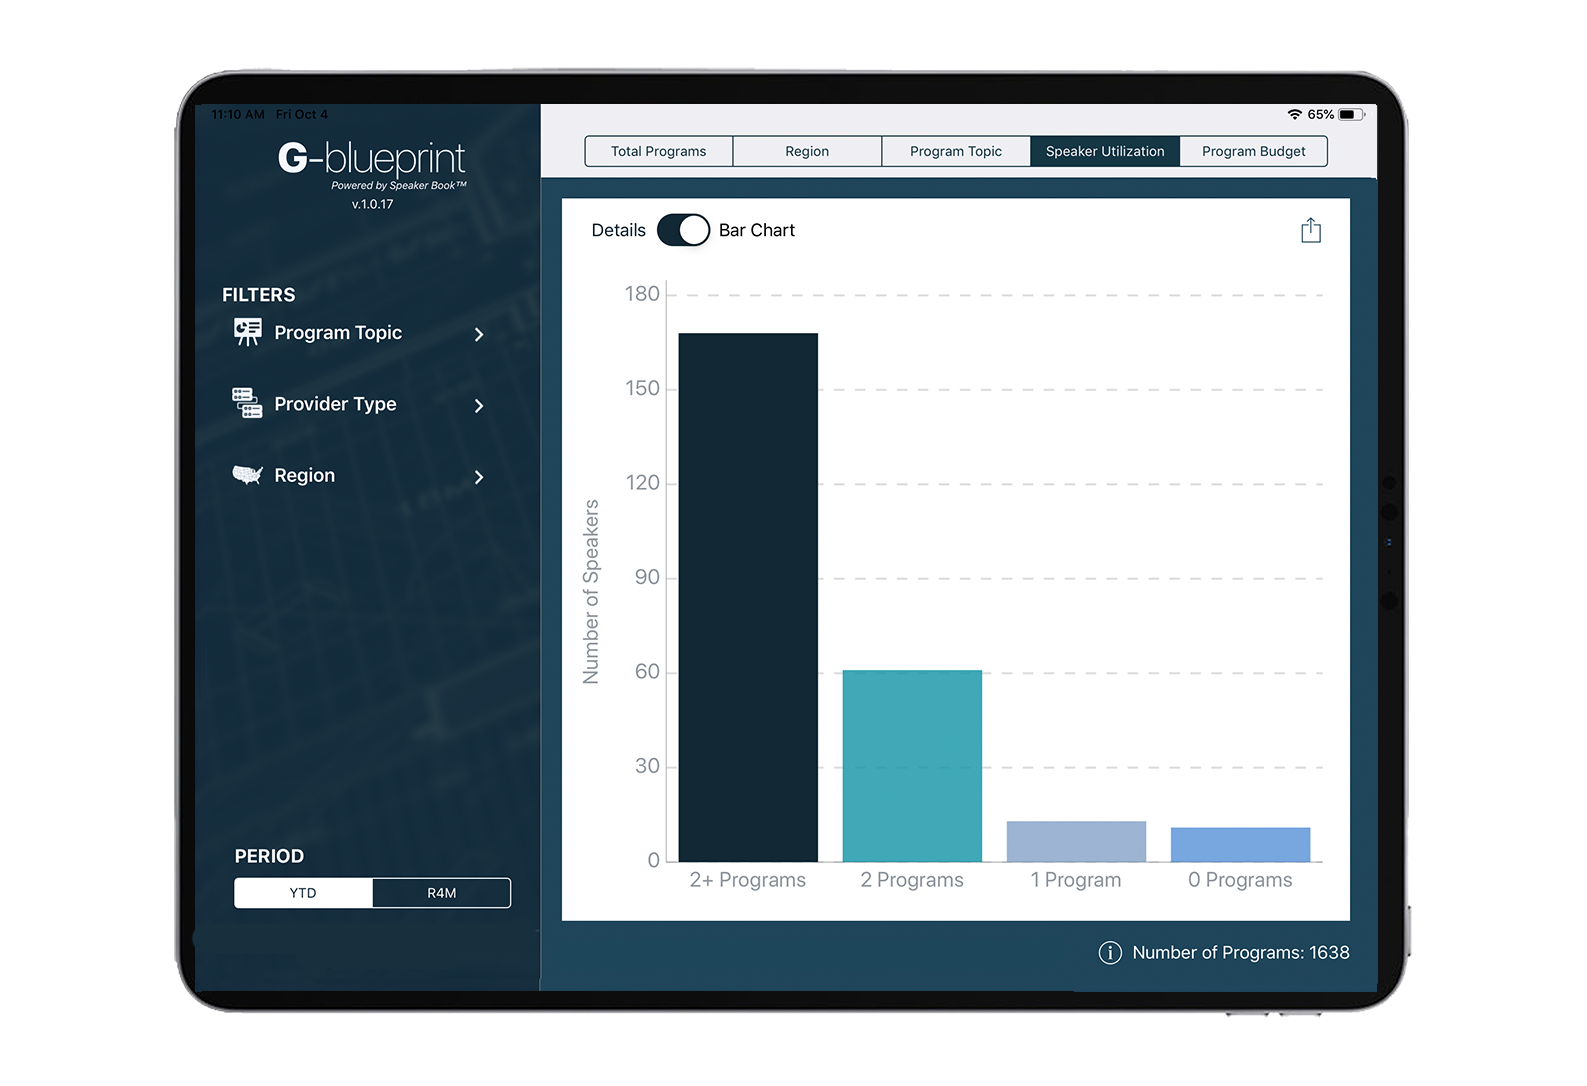 11:10 AM Fri Oct 4
65%
G-blueprint
Powered by Speaker Book™
v.1.0.17
FILTERS
Program Topic
Provider Type
Region
PERIOD
YTD R4M
Total Programs Region Program Topic Speaker Utilization Program Budget
Details Bar Chart
Number of Speakers
180
150
120
90
60
30
0
2+ Programs 2 Programs 1 Program 0 Programs
Number of Programs: 1638